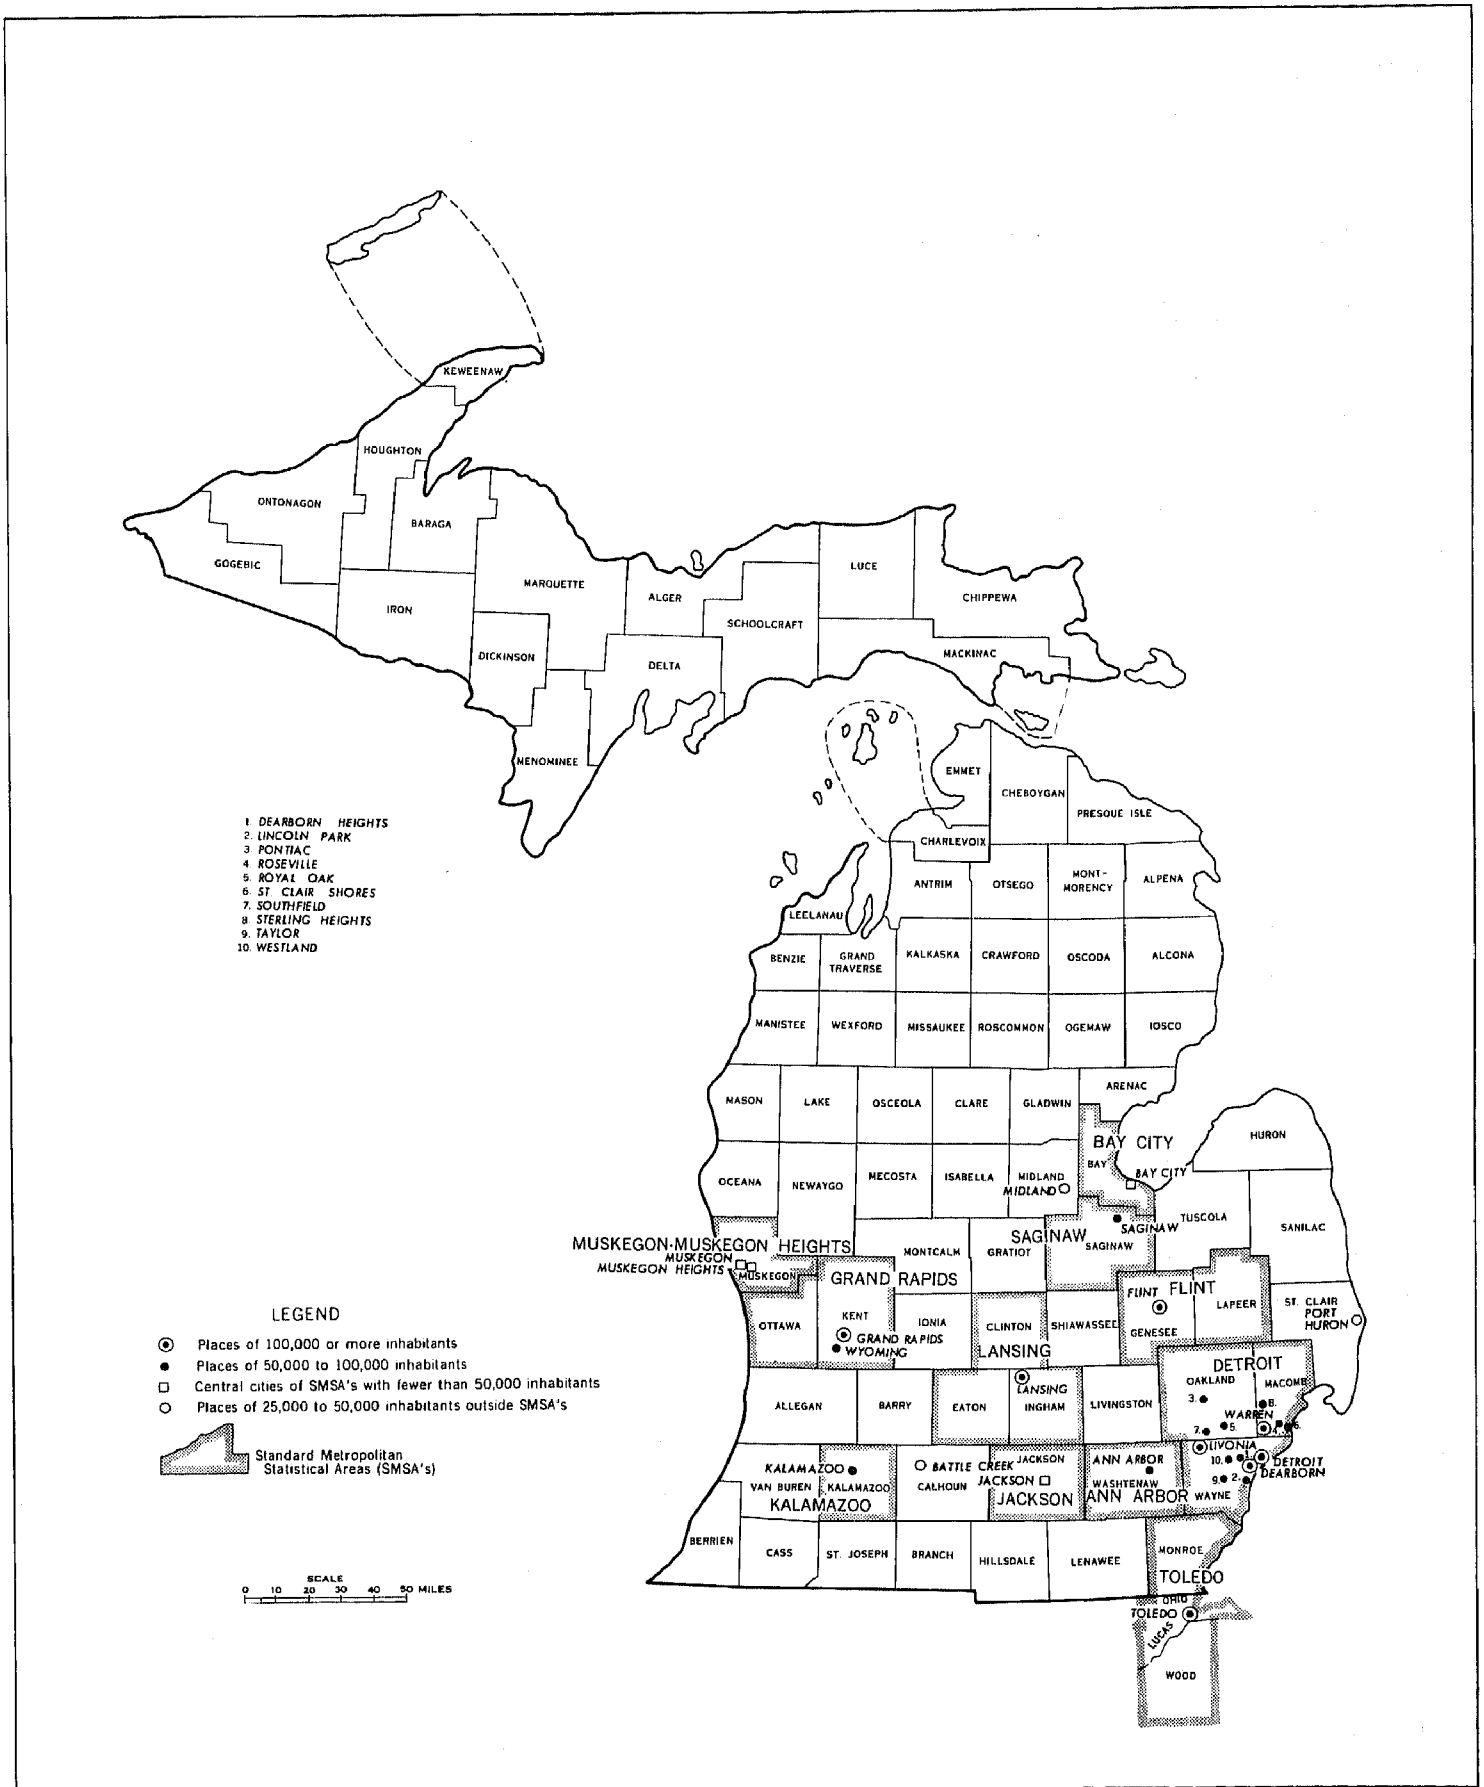 KEWEENAW
HOUGHTON
ONTONAGON
BARAGA
GOGEBIC
MARQUETTE
LUCE
IRON
ALGER
CHIPPEWA
SCHOOLCRAFT
DICKINSON
DELTA
MACKINAC
MENOMINEE
EMMET
CHEBOYGAN
PRESQUE ISLE
CHARLEVOIX
1. DEARBORN HEIGHTS
2. LINCOLN PARK
3 PONTIAC
4. ROSEVILLE
5. ROYAL OAK
6. ST. CLAIR SHORES
7. SOUTHFIELD
8. STERLING HEIGHTS
9. TAYLOR
10. WESTLAND
ANTRIM
OTSEGO
MONT-
MORENCY
ALPENA
LEELANAU
BENZIE
GRAND
TRAVERSE
KALKASKA
CRAWFORD
OSCODA
ALCONA
MANISTEE
WEXFORD
MISSAUKEE
ROSCOMMON
OGEMAW
IOSCO
MASON
LAKE
OSCEOLA
CLARE
GLADWIN
ARENAC
BAY CITY
BAY
BAY CITY
HURON
OCEANA
NEWAYGO
MECOSTA
ISABELLA
MIDLAND
MIDLAND
MUSKEGON-MUSKEGON HEIGHTS
MUSKEGON
MUSKEGON HEIGHTS
MUSKEGON
MONTCALM
GRATIOT
SAGINAW
SAGINAW
SAGINAW
TUSCOLA
SANILAC
GRAND RAPIDS
OTTAWA
KENT
GRAND RAPIDS
WYOMING
IONIA
CLINTON
LANSING
SHIAWASSEE
FLINT
FLINT
GENESEE
LAPEER
ST. CLAIR
PORT
HURON
LEGEND
Places of 100,000 or more inhabitants
Places of 50,000 to 100,000 inhabitants
Central cities of SMSA's with fewer than 50,000 inhabitants
Places of 25,000 to 50,000 inhabitants outside SMSA's
Standard Metropolitan
Statistical Areas (SMSA's)
ALLEGAN
BARRY
EATON
LANSING
INGHAM
LIVINGSTON
DETROIT
OAKLAND
MACOMB
3.
8.
WARREN
7.
5.
4.
6.
LIVONIA
10.
1.
DETROIT
DEARBORN
9.
2.
WAYNE
KALAMAZOO
VAN BUREN
KALAMAZOO
KALAMAZOO
BATTLE CREEK
CALHOUN
JACKSON
JACKSON
JACKSON
ANN ARBOR
WASHTENAW
ANN ARBOR
BERRIEN
CASS
ST. JOSEPH
BRANCH
HILLSDALE
LENAWEE
MONROE
TOLEDO
OHIO
TOLEDO
LUCAS
WOOD
SCALE
0 10 20 30 40 50 MILES